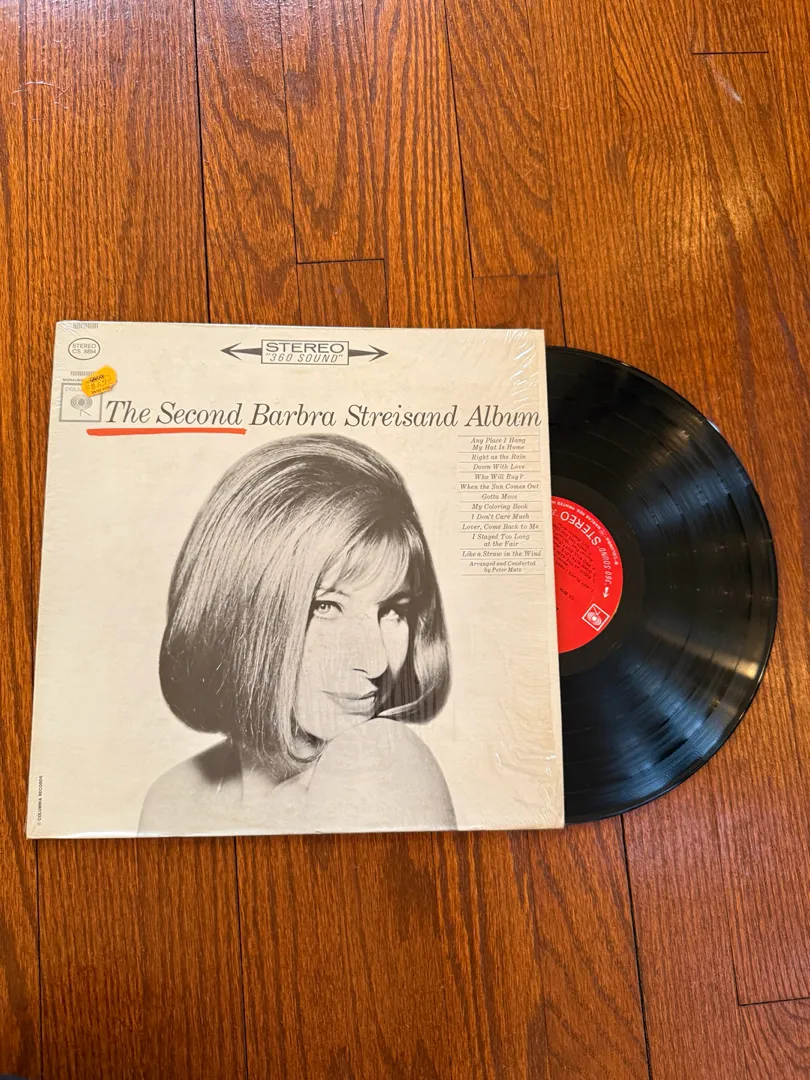 STEREO
"360 SOUND"
STEREO
CS 8854
The Second Barbra Streisand Album
Any Place I Hang
My Hat Is Home
Right as the Rain
Down With Love
Who Will Buy?
When the Sun Comes Out
Gotta Move
My Coloring Book
I Don't Care Much
Lover, Come Back to Me
I Stayed Too Long
at the Fair
Like a Straw in the Wind
Arranged and Conducted
by Peter Matz
STEREO
360 SOUND
© COLUMBIA RECORDS